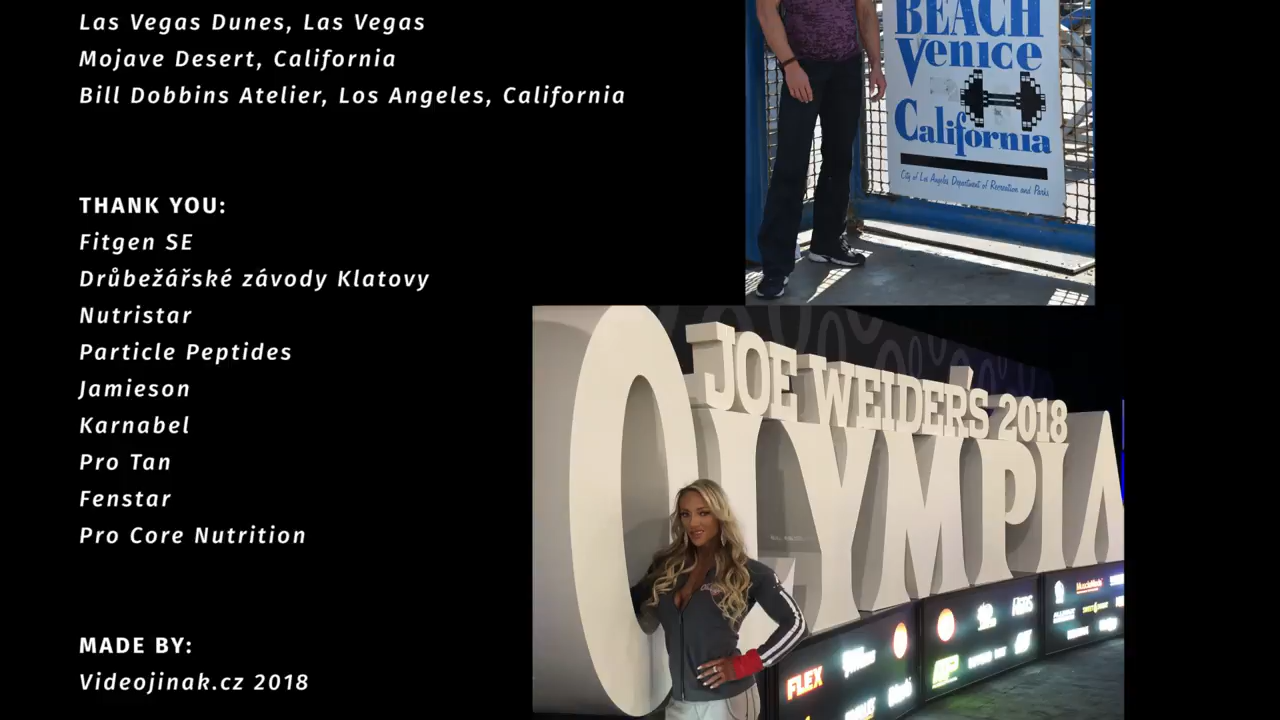 Las Vegas Dunes, Las Vegas
Mojave Desert, California
Bill Dobbins Atelier, Los Angeles, California
THANK YOU:
Fitgen SE
Drůbežářské závody Klatovy
Nutristar
Particle Peptides
Jamieson
Karnabel
Pro Tan
Fenstar
Pro Core Nutrition
MADE BY:
Videojinak.cz 2018
BEACH
Venice
California
City of Los Angeles Department of Recreation and Parks
JOE WEIDER'S 2018
OLYMPIA
FLEX